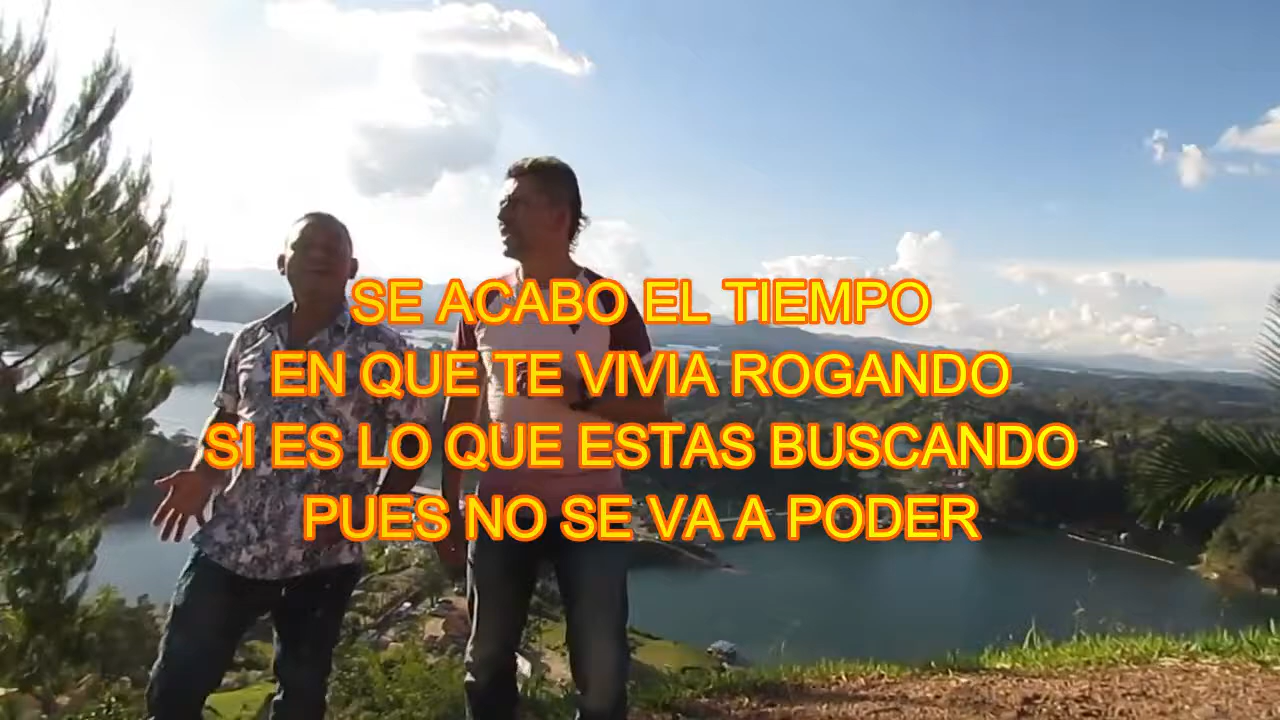 SE ACABO EL TIEMPO
EN QUE TE VIVIA ROGANDO
SI ES LO QUE ESTAS BUSCANDO
PUES NO SE VA A PODER